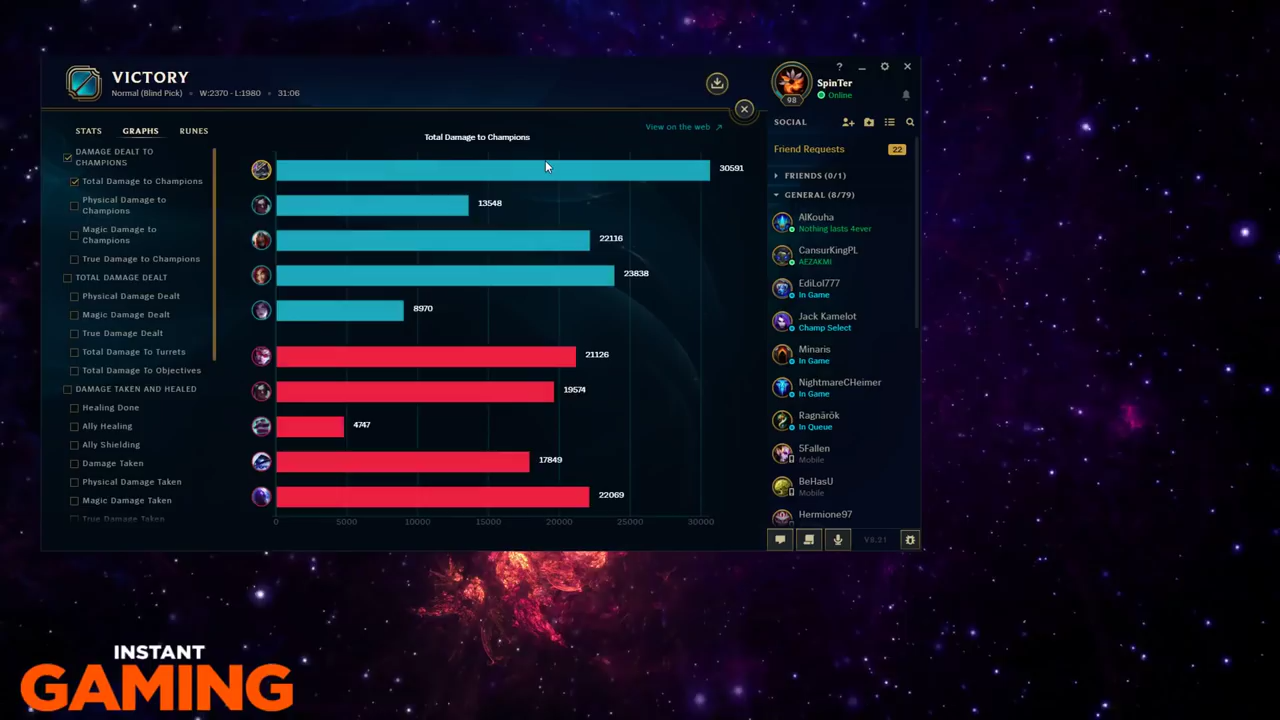 VICTORY
Normal (Blind Pick) • W:2370 - L:1980 • 31:06
STATS GRAPHS RUNES
View on the web
Total Damage to Champions
DAMAGE DEALT TO
CHAMPIONS
Total Damage to Champions
Physical Damage to
Champions
Magic Damage to
Champions
True Damage to Champions
TOTAL DAMAGE DEALT
Physical Damage Dealt
Magic Damage Dealt
True Damage Dealt
Total Damage To Turrets
Total Damage To Objectives
DAMAGE TAKEN AND HEALED
Healing Done
Ally Healing
Ally Shielding
Damage Taken
Physical Damage Taken
Magic Damage Taken
True Damage Taken
30591
13548
22116
23838
8970
21126
19574
4747
17849
22069
0 5000 10000 15000 20000 25000 30000
98
SpinTer
Online
?
SOCIAL
Friend Requests 22
FRIENDS (0/1)
GENERAL (8/79)
AlKouha
Nothing lasts 4ever
CansurKingPL
AEZAKMI
EdiLol777
In Game
Jack Kamelot
Champ Select
Minaris
In Game
NightmareCHeimer
In Game
Ragnàrök
In Queue
5Fallen
Mobile
BeHasU
Mobile
Hermione97
V8.21
INSTANT
GAMING